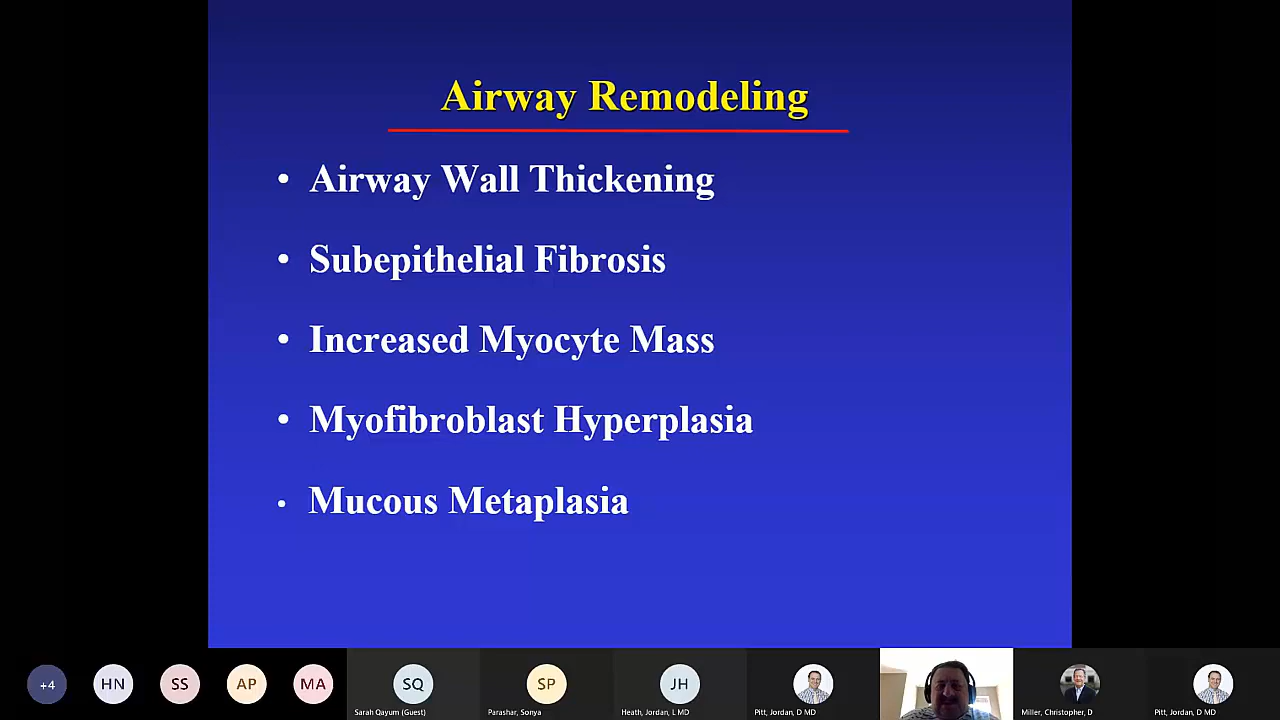 Airway Remodeling
• Airway Wall Thickening
• Subepithelial Fibrosis
• Increased Myocyte Mass
• Myofibroblast Hyperplasia
• Mucous Metaplasia
+4
HN
SS
AP
MA
SQ
Sarah Qayum (Guest)
SP
Parashar, Sonya
JH
Heath, Jordan, L MD
Pitt, Jordan, D MD
Miller, Christopher, D
Pitt, Jordan, D MD